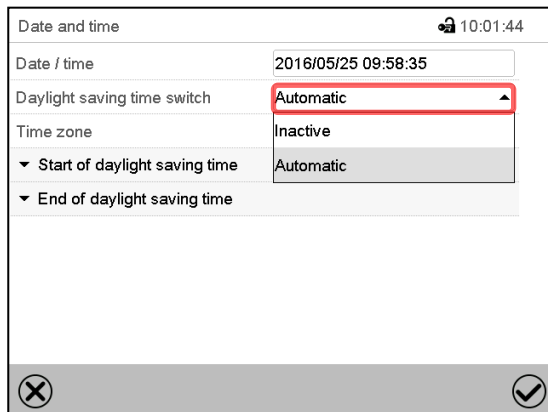 Date and time 10:01:44
Date / time 2016/05/25 09:58:35
Daylight saving time switch Automatic
Time zone Inactive
Start of daylight saving time Automatic
End of daylight saving time